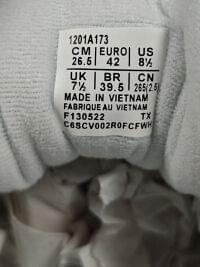 1201A173
CM EURO US
26.5 42 8½
UK BR CN
7½ 39.5 265(2.5)
MADE IN VIETNAM
FABRIQUE AU VIETNAM
F130522 TX
C6SCV002R0FCFWH